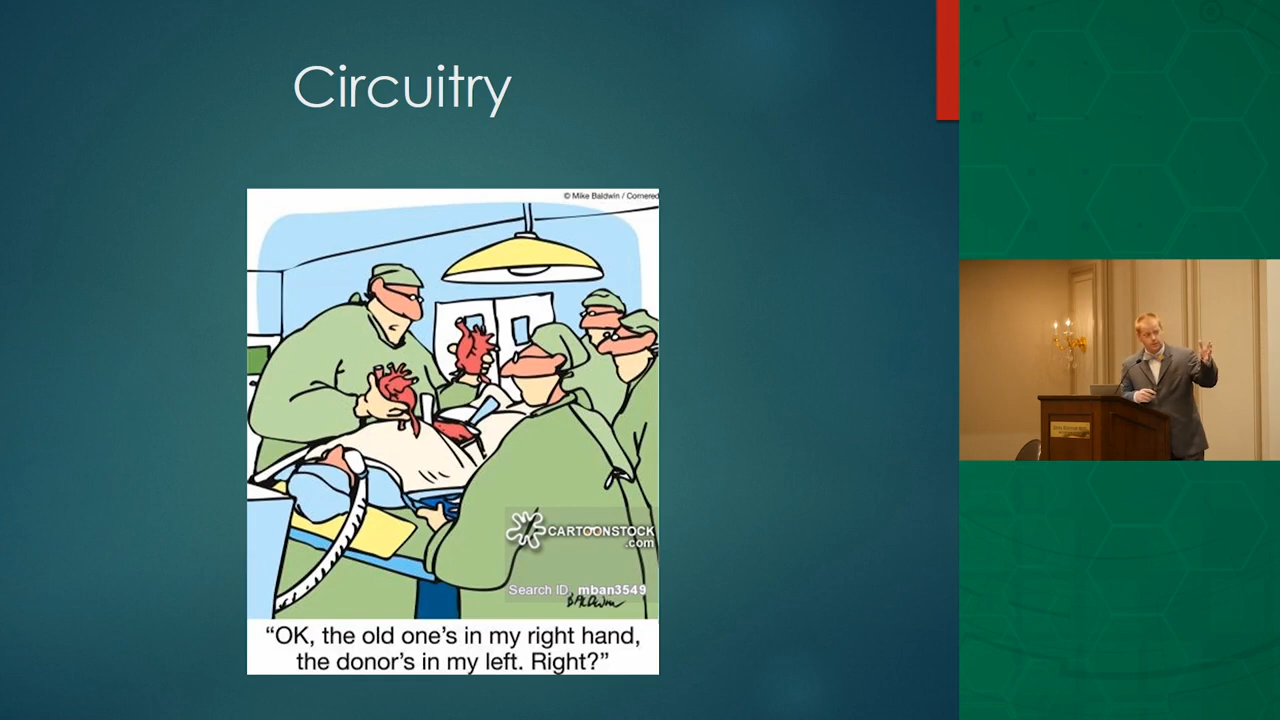 Circuitry
© Mike Baldwin / Cornered
CARTOONSTOCK
.com
Search ID: mban3549
"OK, the old one's in my right hand,
the donor's in my left. Right?"